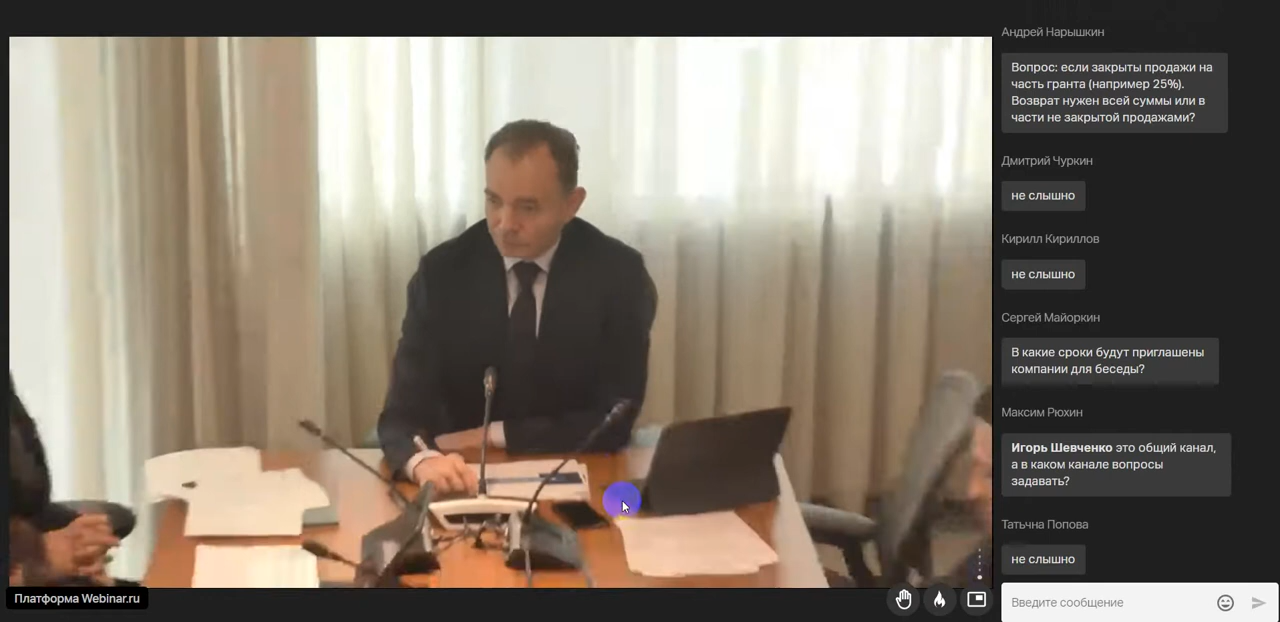 Андрей Нарышкин
Вопрос: если закрыты продажи на
часть гранта (например 25%).
Возврат нужен всей суммы или в
части не закрытой продажами?
Дмитрий Чуркин
не слышно
Кирилл Кириллов
не слышно
Сергей Майоркин
В какие сроки будут приглашены
компании для беседы?
Максим Рюхин
Игорь Шевченко это общий канал,
а в каком канале вопросы
задавать?
Татьчна Попова
не слышно
Введите сообщение
Платформа Webinar.ru